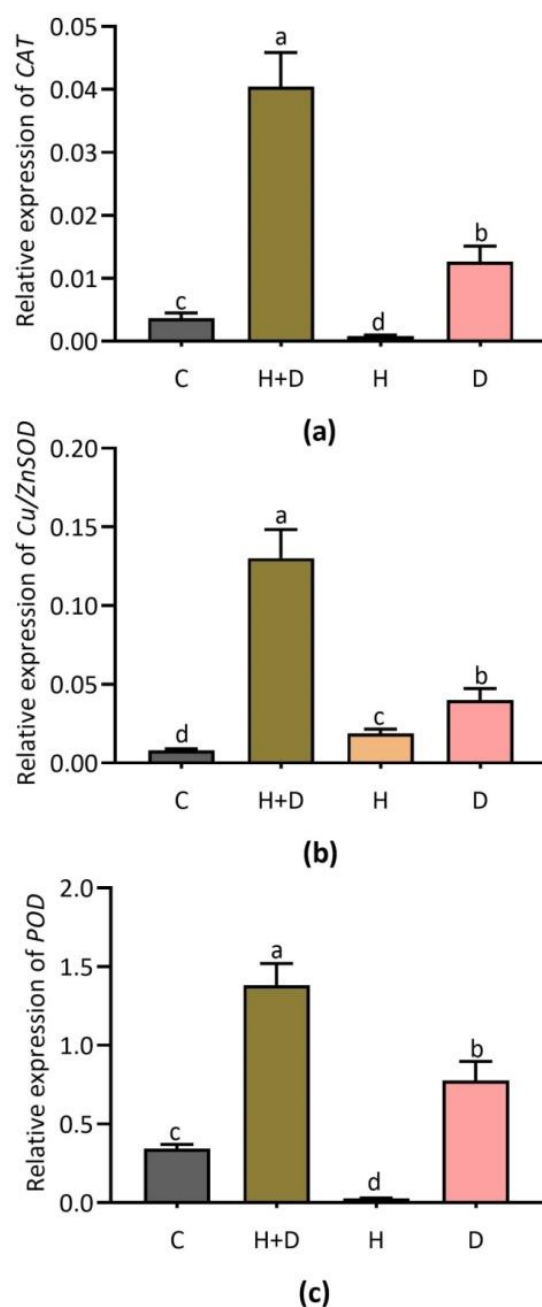 Relative expression of CAT
0.05
0.04
0.03
0.02
0.01
0.00
a
b
c
d
C H+D H D
(a)
Relative expression of Cu/ZnSOD
0.20
0.15
0.10
0.05
0.00
a
b
c
d
C H+D H D
(b)
Relative expression of POD
2.0
1.5
1.0
0.5
0.0
a
b
c
d
C H+D H D
(c)